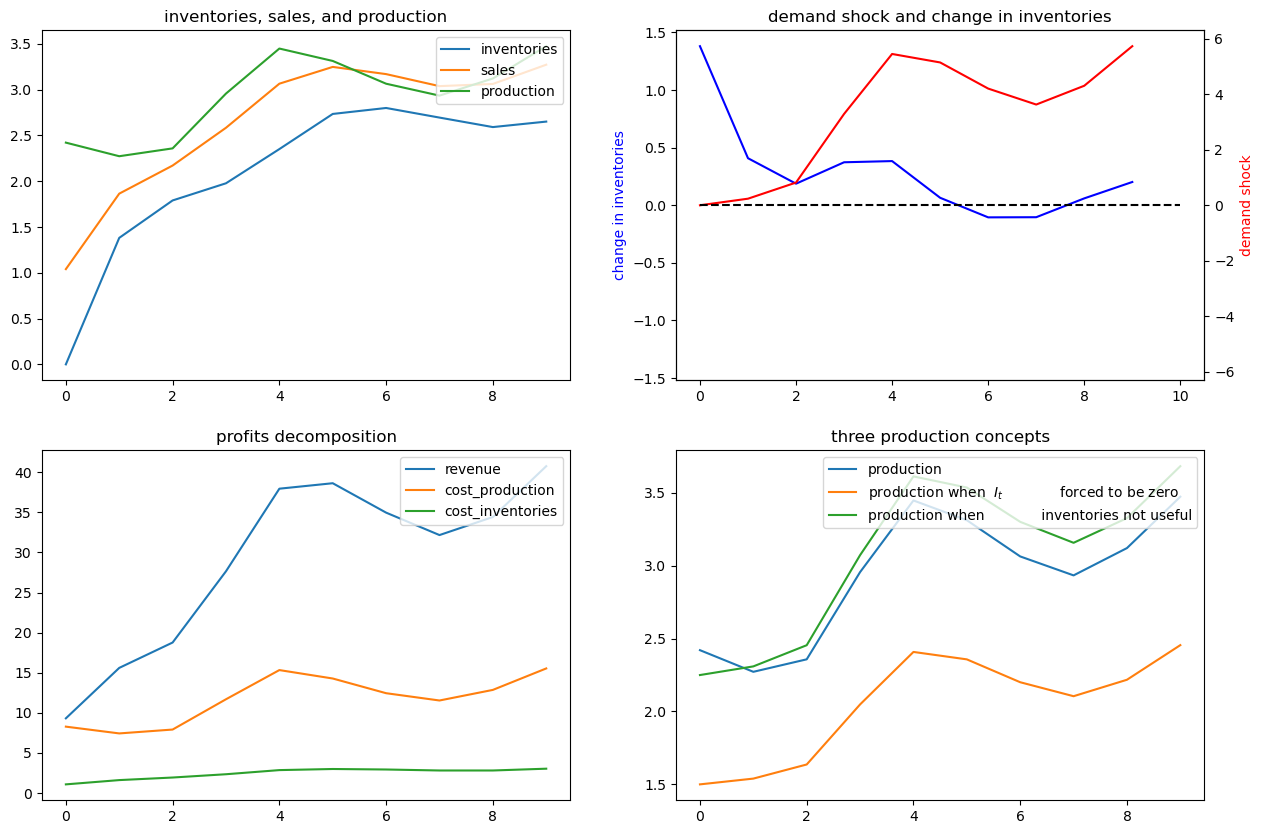 inventories, sales, and production
3.5
3.0
2.5
2.0
1.5
1.0
0.5
0.0
0 2 4 6 8
inventories
sales
production
demand shock and change in inventories
1.5
1.0
0.5
0.0
−0.5
−1.0
−1.5
change in inventories
6
4
2
0
−2
−4
−6
demand shock
0 2 4 6 8 10
profits decomposition
40
35
30
25
20
15
10
5
0
0 2 4 6 8
revenue
cost_production
cost_inventories
three production concepts
3.5
3.0
2.5
2.0
1.5
0 2 4 6 8
production
production when I_t forced to be zero
production when inventories not useful